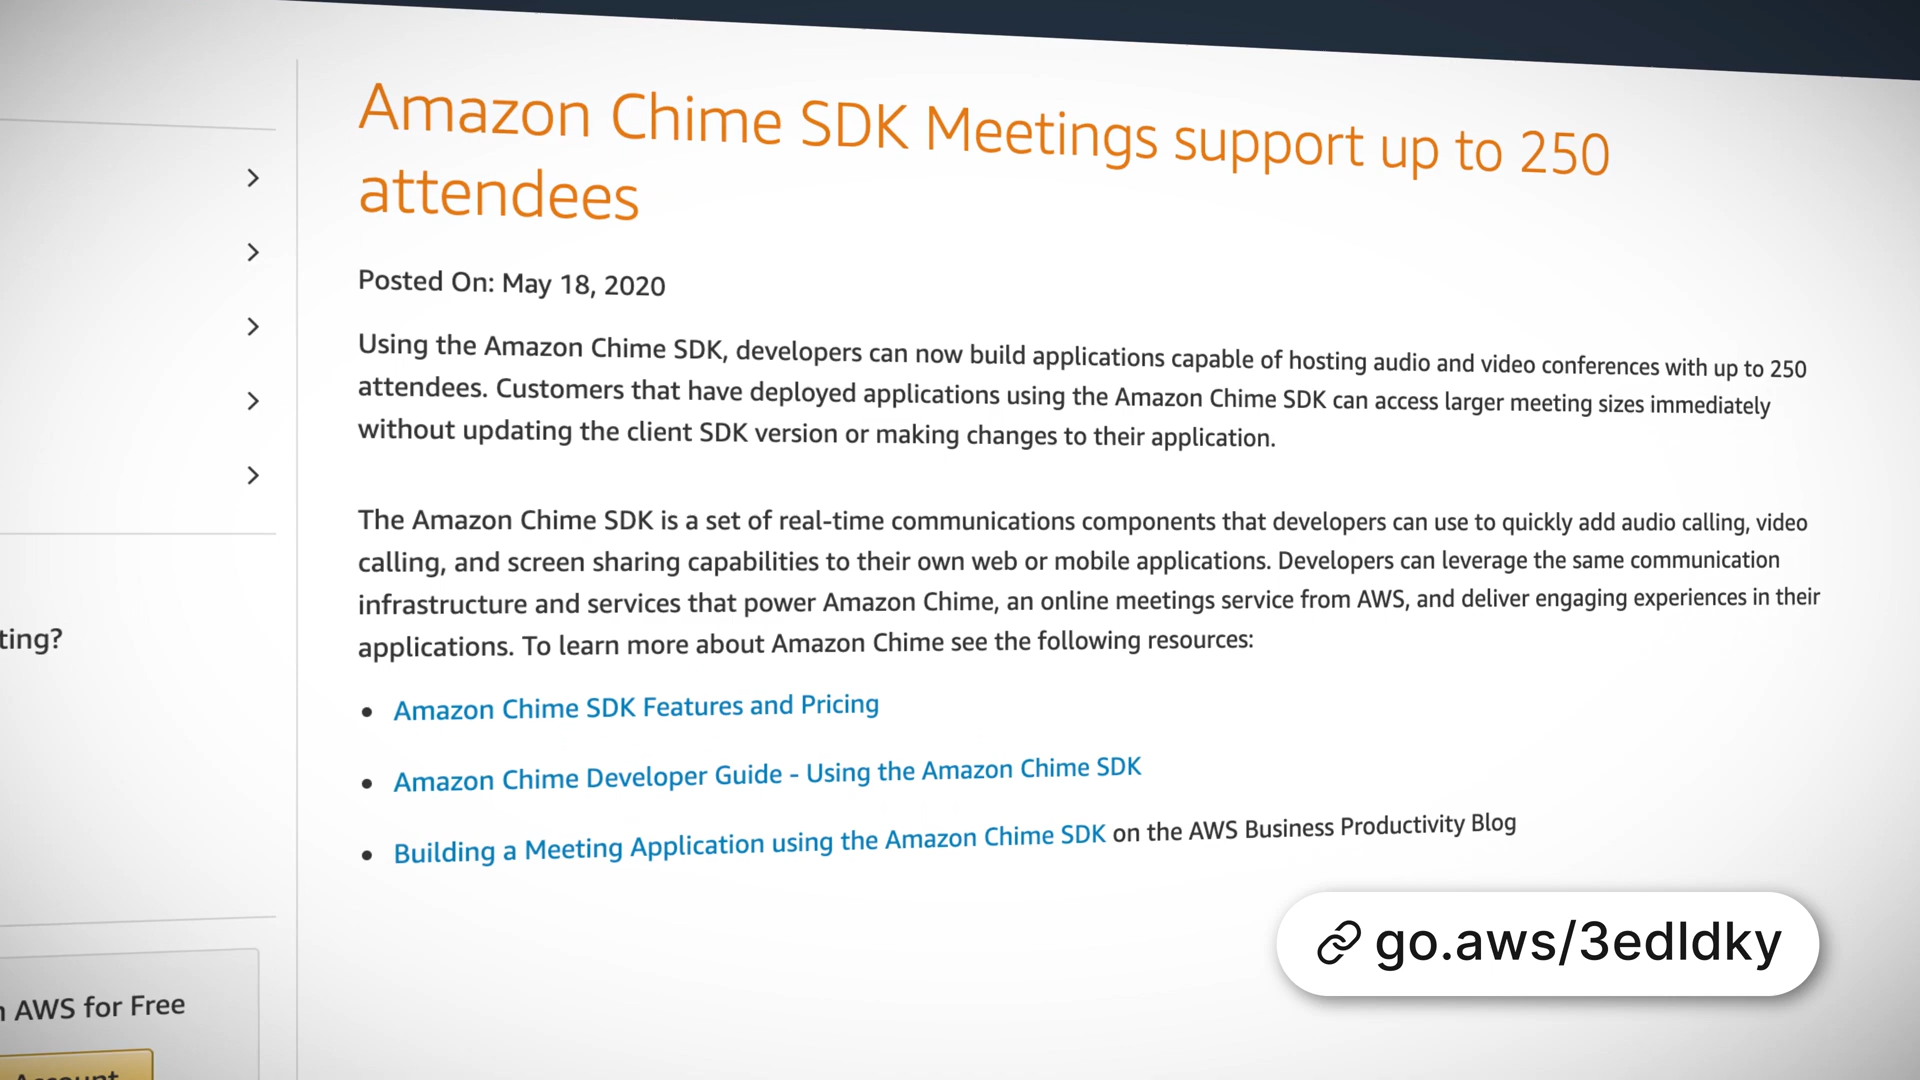 Amazon Chime SDK Meetings support up to 250
attendees
Posted On: May 18, 2020
Using the Amazon Chime SDK, developers can now build applications capable of hosting audio and video conferences with up to 250
attendees. Customers that have deployed applications using the Amazon Chime SDK can access larger meeting sizes immediately
without updating the client SDK version or making changes to their application.
The Amazon Chime SDK is a set of real-time communications components that developers can use to quickly add audio calling, video
calling, and screen sharing capabilities to their own web or mobile applications. Developers can leverage the same communication
infrastructure and services that power Amazon Chime, an online meetings service from AWS, and deliver engaging experiences in their
applications. To learn more about Amazon Chime see the following resources:
• Amazon Chime SDK Features and Pricing
• Amazon Chime Developer Guide - Using the Amazon Chime SDK
• Building a Meeting Application using the Amazon Chime SDK on the AWS Business Productivity Blog
ting?
AWS for Free
Account
go.aws/3edldky